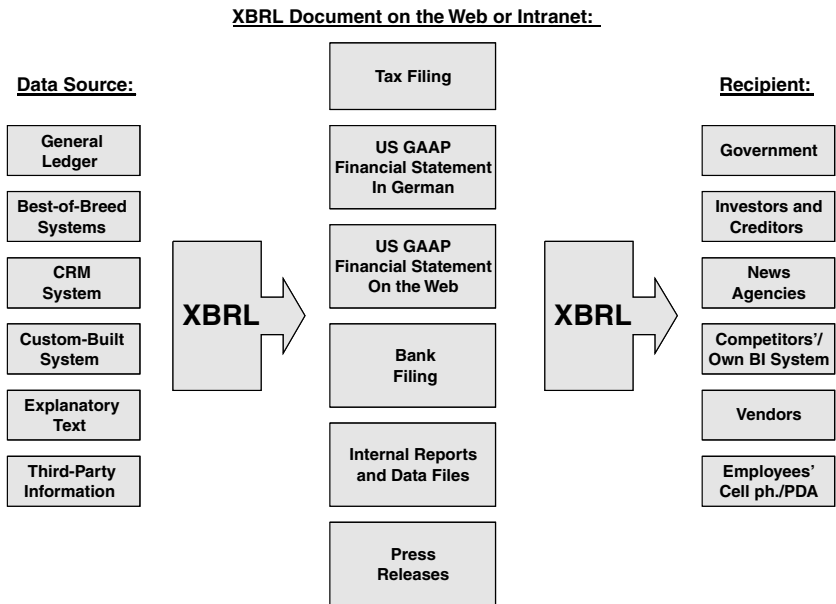 XBRL Document on the Web or Intranet:
Data Source:
General
Ledger
Best-of-Breed
Systems
CRM
System
Custom-Built
System
Explanatory
Text
Third-Party
Information
XBRL
Tax Filing
US GAAP
Financial Statement
In German
US GAAP
Financial Statement
On the Web
Bank
Filing
Internal Reports
and Data Files
Press
Releases
XBRL
Recipient:
Government
Investors and
Creditors
News
Agencies
Competitors'/
Own BI System
Vendors
Employees'
Cell ph./PDA